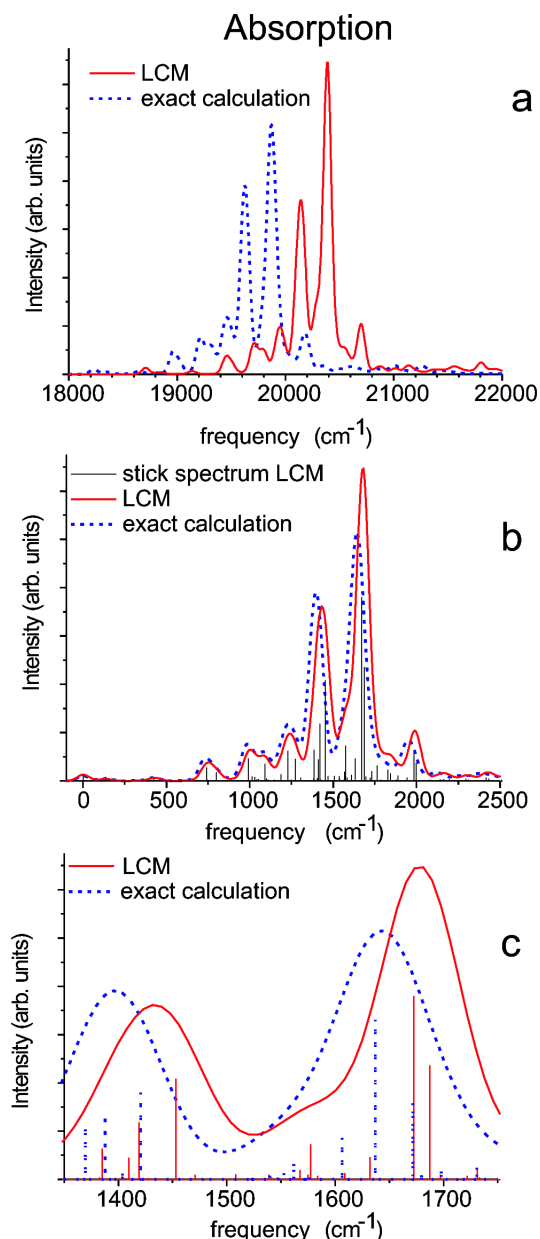 Absorption
LCM
exact calculation
a
Intensity (arb. units)
18000 19000 20000 21000 22000
frequency (cm-1)
stick spectrum LCM
LCM
exact calculation
b
Intensity (arb. units)
0 500 1000 1500 2000 2500
frequency (cm-1)
LCM
exact calculation
c
Intensity (arb. units)
1400 1500 1600 1700
frequency (cm-1)